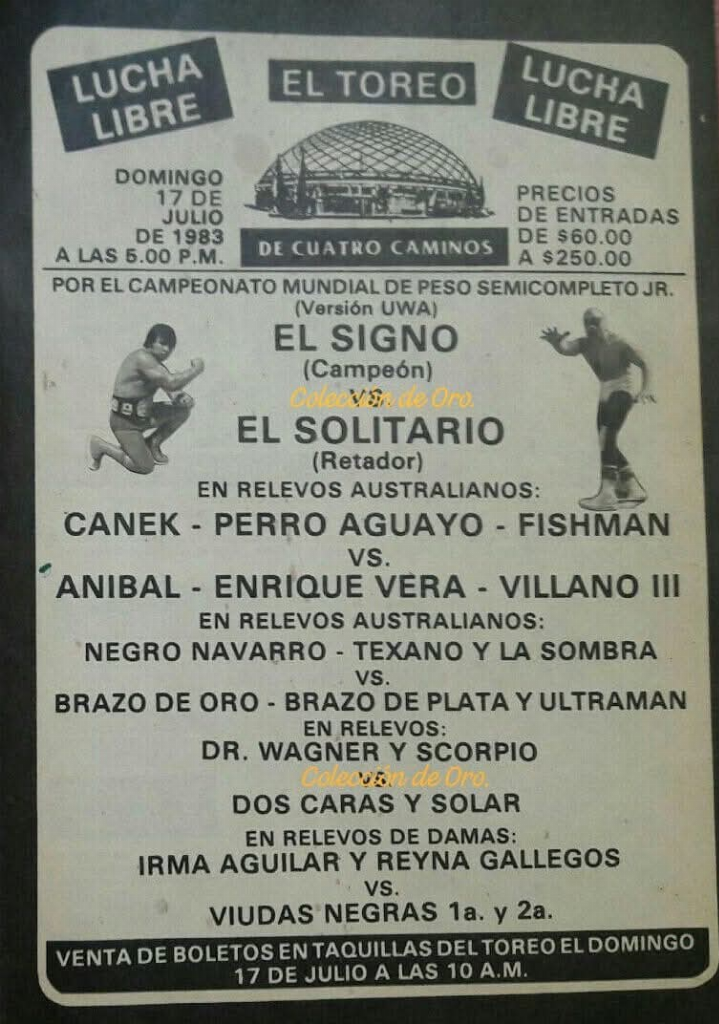 LUCHA LIBRE
EL TOREO
LUCHA LIBRE
DOMINGO
17 DE
JULIO
DE 1983
A LAS 5.00 P.M.
DE CUATRO CAMINOS
PRECIOS
DE ENTRADAS
DE $60.00
A $250.00
POR EL CAMPEONATO MUNDIAL DE PESO SEMICOMPLETO JR.
(Versión UWA)
EL SIGNO
(Campeón)
VS.
Colección de Oro.
EL SOLITARIO
(Retador)
EN RELEVOS AUSTRALIANOS:
CANEK - PERRO AGUAYO - FISHMAN
VS.
ANIBAL - ENRIQUE VERA - VILLANO III
EN RELEVOS AUSTRALIANOS:
NEGRO NAVARRO - TEXANO Y LA SOMBRA
VS.
BRAZO DE ORO - BRAZO DE PLATA Y ULTRAMAN
EN RELEVOS:
DR. WAGNER Y SCORPIO
VS.
Colección de Oro.
DOS CARAS Y SOLAR
EN RELEVOS DE DAMAS:
IRMA AGUILAR Y REYNA GALLEGOS
VS.
VIUDAS NEGRAS 1a. y 2a.
VENTA DE BOLETOS EN TAQUILLAS DEL TOREO EL DOMINGO
17 DE JULIO A LAS 10 A.M.